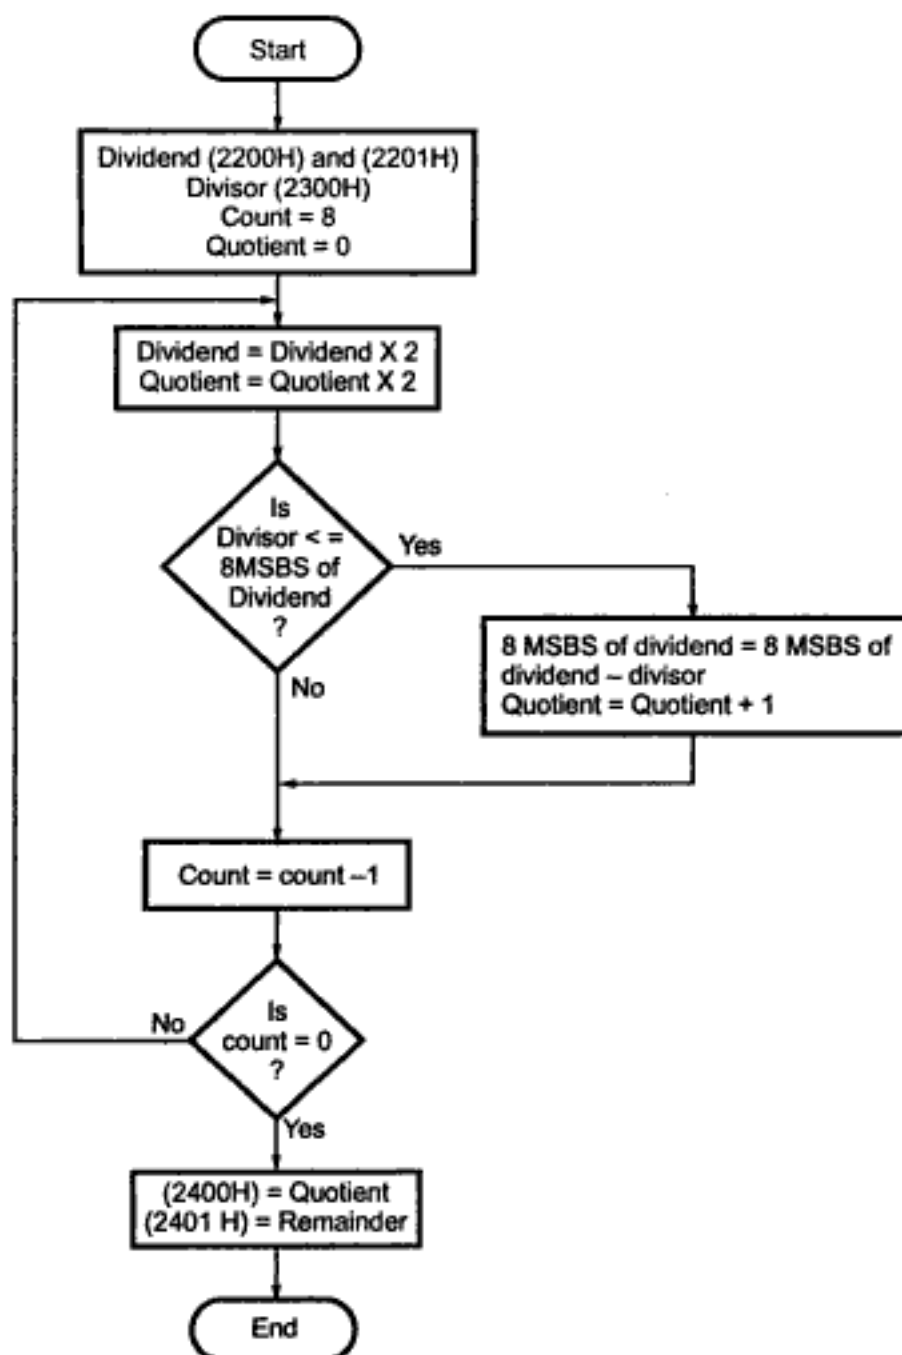 Start
Dividend (2200H) and (2201H)
Divisor (2300H)
Count = 8
Quotient = 0
Dividend = Dividend X 2
Quotient = Quotient X 2
Is
Divisor < =
8MSBS of
Dividend
?
Yes
8 MSBS of dividend = 8 MSBS of
dividend – divisor
Quotient = Quotient + 1
No
Count = count –1
Is
count = 0
?
No
Yes
(2400H) = Quotient
(2401 H) = Remainder
End